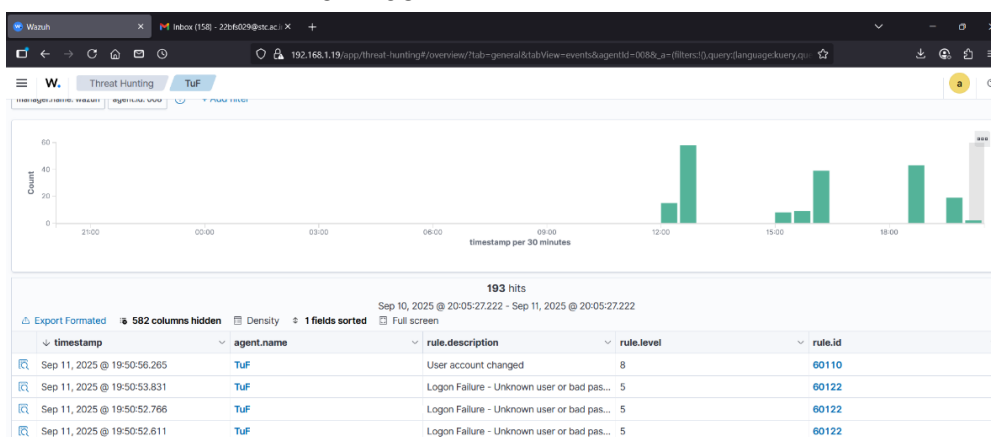 Wazuh
Inbox (158) - 22bfs029@stc.ac.i
192.168.1.19/app/threat-hunting#/overview/?tab=general&tabView=events&agentId=008&_a=(filters:!(),query:(language:kuery,qu
W. Threat Hunting TuF
a
manager.name: wazuh agent.id: 008 + Add filter
60
40
20
0
Count
21:00 00:00 03:00 06:00 09:00 12:00 15:00 18:00
timestamp per 30 minutes
193 hits
Sep 10, 2025 @ 20:05:27.222 - Sep 11, 2025 @ 20:05:27.222
Export Formated 582 columns hidden Density 1 fields sorted Full screen
timestamp agent.name rule.description rule.level rule.id
Sep 11, 2025 @ 19:50:56.265 TuF User account changed 8 60110
Sep 11, 2025 @ 19:50:53.831 TuF Logon Failure - Unknown user or bad pas... 5 60122
Sep 11, 2025 @ 19:50:52.766 TuF Logon Failure - Unknown user or bad pas... 5 60122
Sep 11, 2025 @ 19:50:52.611 TuF Logon Failure - Unknown user or bad pas... 5 60122